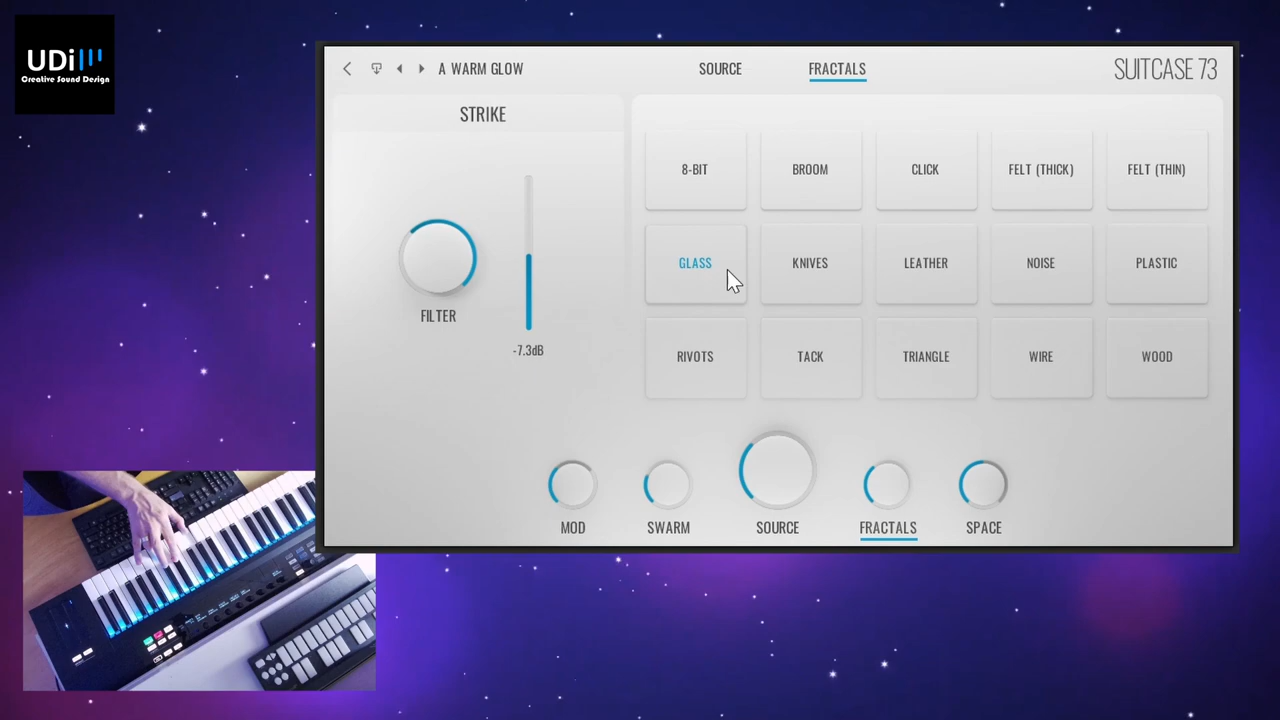 UDi
Creative Sound Design
A WARM GLOW
SOURCE
FRACTALS
SUITCASE 73
STRIKE
FILTER
-7.3dB
8-BIT
BROOM
CLICK
FELT (THICK)
FELT (THIN)
GLASS
KNIVES
LEATHER
NOISE
PLASTIC
RIVOTS
TACK
TRIANGLE
WIRE
WOOD
MOD
SWARM
SOURCE
FRACTALS
SPACE